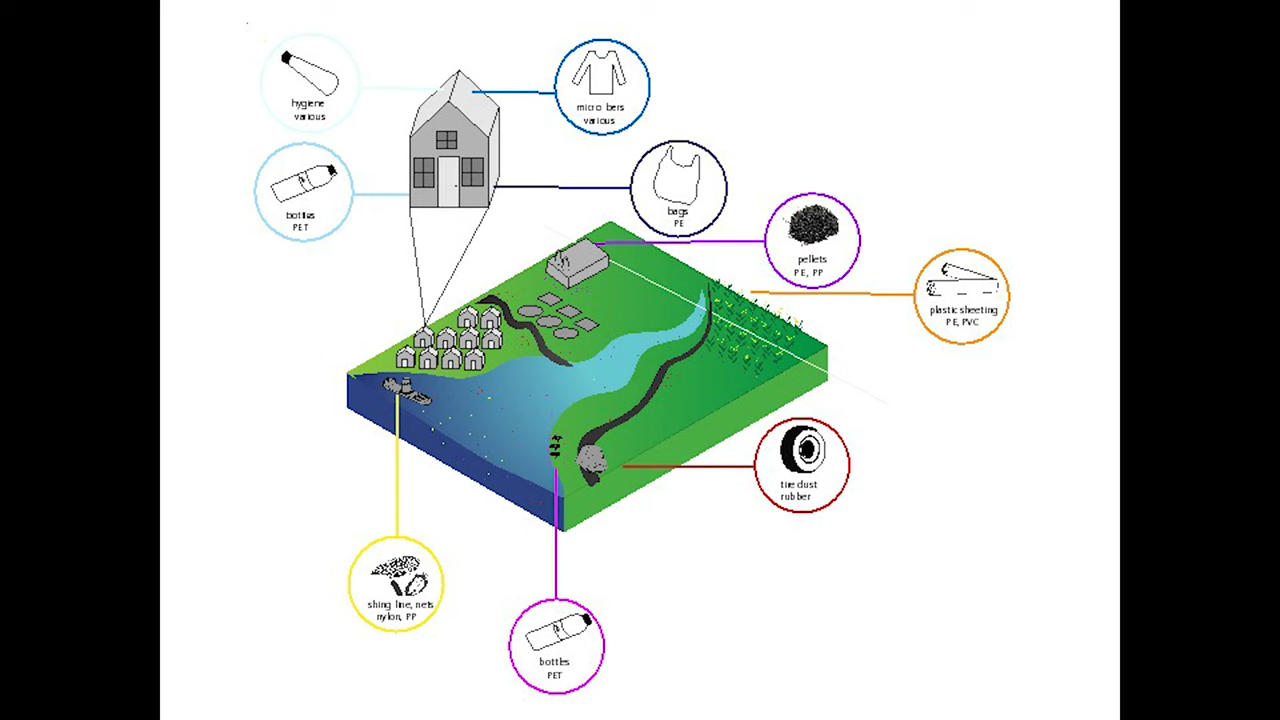 hygiene
various
micro bers
various
bottles
PET
bags
PE
pellets
PE, PP
plastic sheeting
PE, PVC
tire dust
rubber
shing line, nets
nylon, PP
bottles
PET